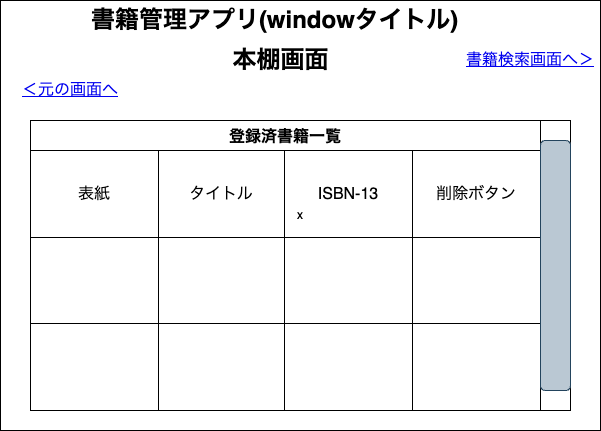 書籍管理アプリ(windowタイトル)
本棚画面
書籍検索画面へ＞
＜元の画面へ
登録済書籍一覧
表紙 タイトル ISBN-13 削除ボタン
x